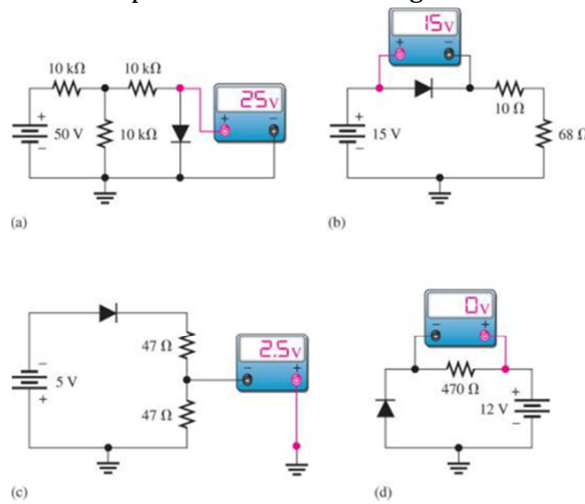 15V
+ −
10 kΩ 10 kΩ
25V
+ −
+
50 V
−
10 kΩ
+
15 V
−
10 Ω
68 Ω
(a)
(b)
−
5 V
+
47 Ω
47 Ω
2.5V
− +
0V
− +
470 Ω
+
12 V
−
(c)
(d)